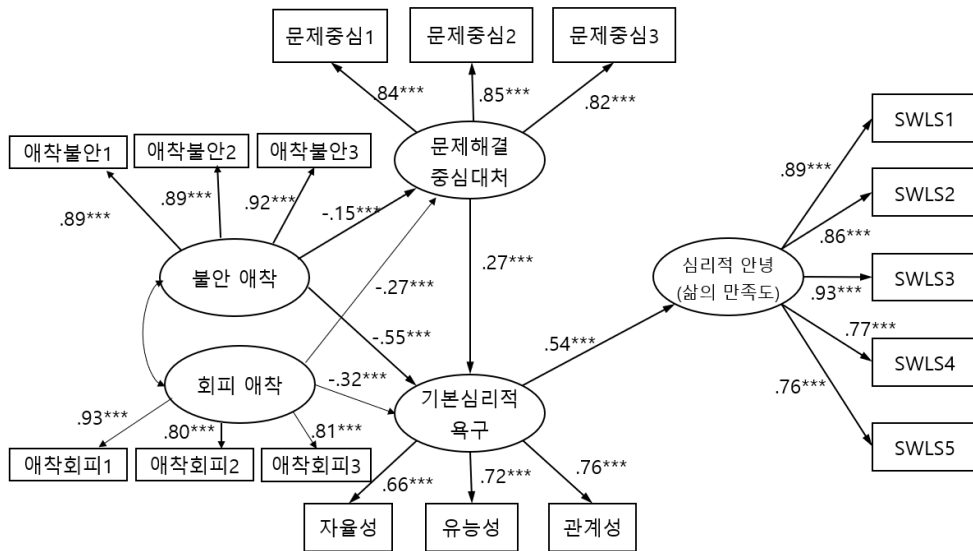 문제중심1
문제중심2
문제중심3
.84***
.85***
.82***
애착불안1
애착불안2
애착불안3
문제해결
중심대처
SWLS1
SWLS2
SWLS3
SWLS4
SWLS5
.89***
.89***
.92***
-.15***
.89***
.86***
.93***
.77***
.76***
불안 애착
-.27***
.27***
심리적 안녕
(삶의 만족도)
-.55***
.54***
회피 애착
-.32***
기본심리적
욕구
.93***
.80***
.81***
애착회피1
애착회피2
애착회피3
.66***
.72***
.76***
자율성
유능성
관계성